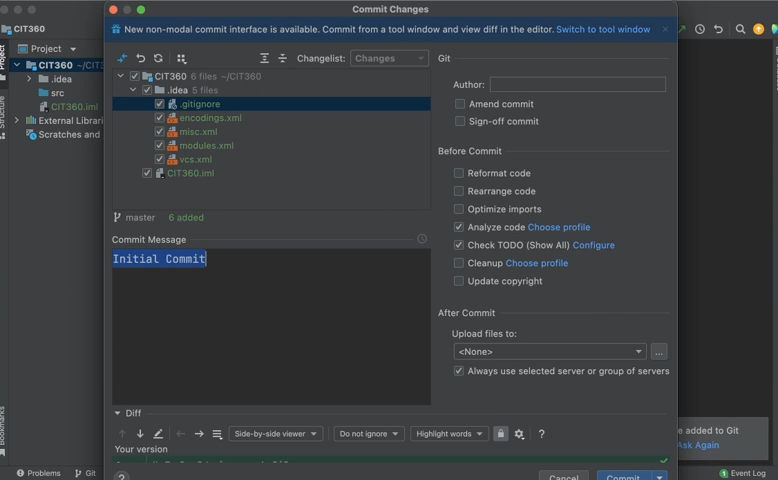 Commit Changes
CIT360
New non-modal commit interface is available. Commit from a tool window and view diff in the editor. Switch to tool window
Project
Project
CIT360 ~/CIT3
.idea
src
CIT360.iml
External Librari
Scratches and
Structure
Bookmarks
Changelist: Changes
CIT360 6 files ~/CIT360
.idea 5 files
.gitignore
encodings.xml
misc.xml
modules.xml
vcs.xml
CIT360.iml
master 6 added
Commit Message
Initial Commit
Git
Author:
Amend commit
Sign-off commit
Before Commit
Reformat code
Rearrange code
Optimize imports
Analyze code Choose profile
Check TODO (Show All) Configure
Cleanup Choose profile
Update copyright
After Commit
Upload files to:
<None>
...
Always use selected server or group of servers
Diff
Side-by-side viewer
Do not ignore
Highlight words
?
Your version
?
Cancel
Commit
e added to Git
Ask Again
Problems
Git
1 Event Log